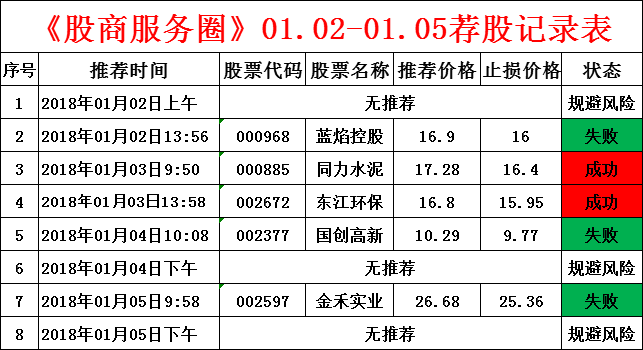 《股商服务圈》01.02-01.05荐股记录表
序号 推荐时间 股票代码 股票名称 推荐价格 止损价格 状态
1 2018年01月02日上午 无推荐 规避风险
2 2018年01月02日13:56 000968 蓝焰控股 16.9 16 失败
3 2018年01月03日9:50 000885 同力水泥 17.28 16.4 成功
4 2018年01月03日13:58 002672 东江环保 16.8 15.95 成功
5 2018年01月04日10:08 002377 国创高新 10.29 9.77 失败
6 2018年01月04日下午 无推荐 规避风险
7 2018年01月05日9:58 002597 金禾实业 26.68 25.36 失败
8 2018年01月05日下午 无推荐 规避风险